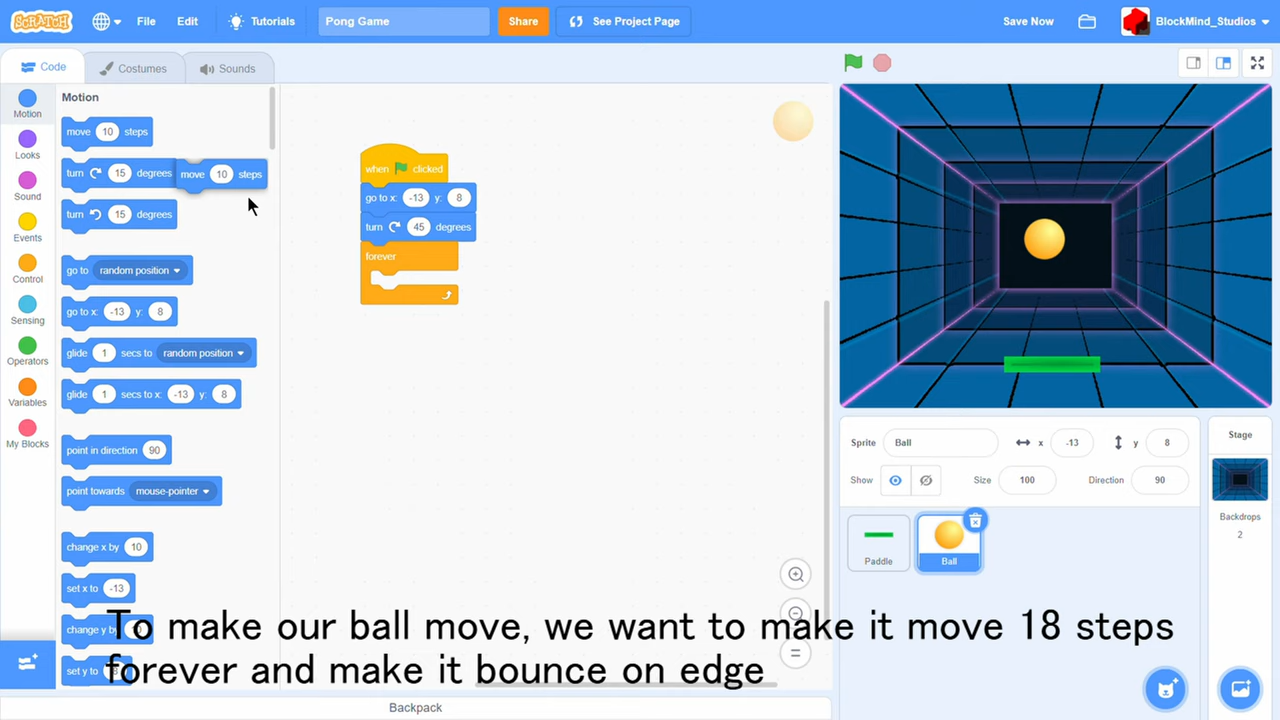 SCRATCH File Edit Tutorials Pong Game Share See Project Page Save Now BlockMind_Studios
Code Costumes Sounds
Motion
Looks
Sound
Events
Control
Sensing
Operators
Variables
My Blocks
Motion
move 10 steps
turn 15 degrees
move 10 steps
turn 15 degrees
go to random position
go to x: -13 y: 8
glide 1 secs to random position
glide 1 secs to x: -13 y: 8
point in direction 90
point towards mouse-pointer
change x by 10
set x to -13
change y by
set y to
when clicked
go to x: -13 y: 8
turn 45 degrees
forever
Sprite Ball x -13 y 8
Show Size 100 Direction 90
Paddle
Ball
Stage
Backdrops
2
To make our ball move, we want to make it move 18 steps
forever and make it bounce on edge
Backpack